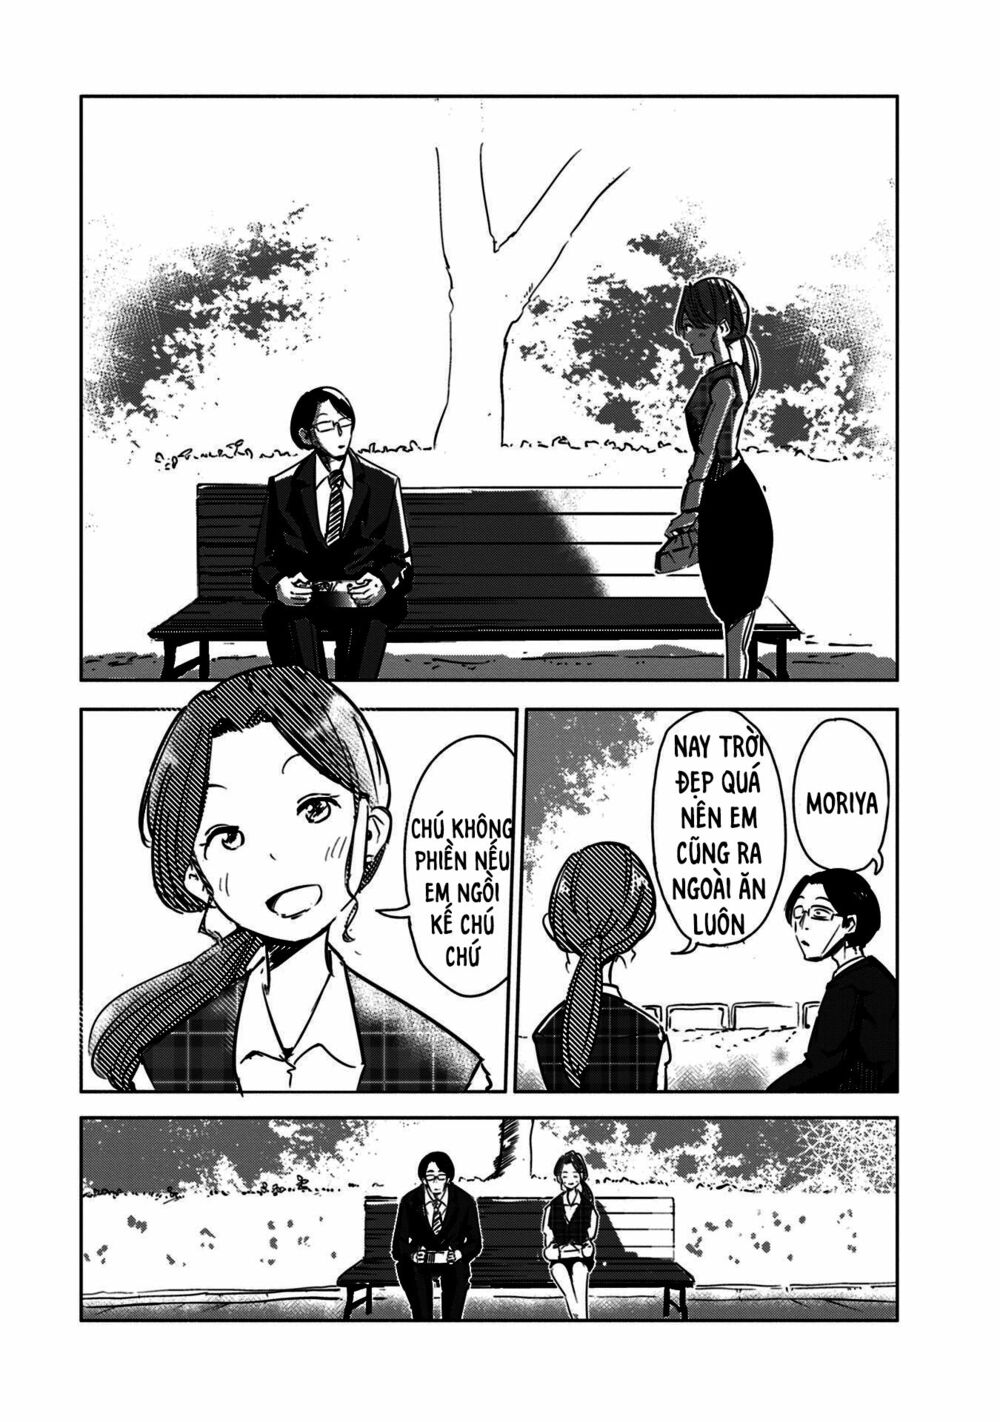 MORIYA
NAY TRỜI
ĐẸP QUÁ
NÊN EM
CŨNG RA
NGOÀI ĂN
LUÔN
CHÚ KHÔNG
PHIỀN NẾU
EM NGỒI
KẾ CHÚ
CHỨ